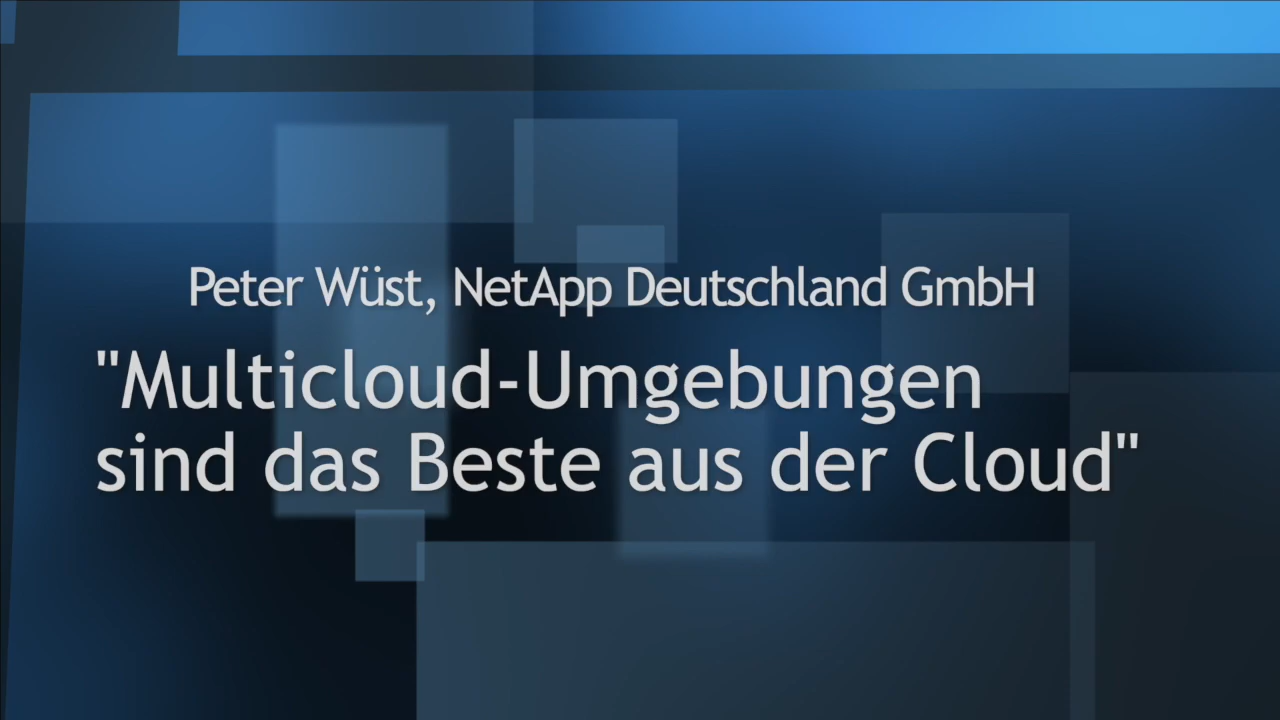 Peter Wüst, NetApp Deutschland GmbH
"Multicloud-Umgebungen
sind das Beste aus der Cloud"